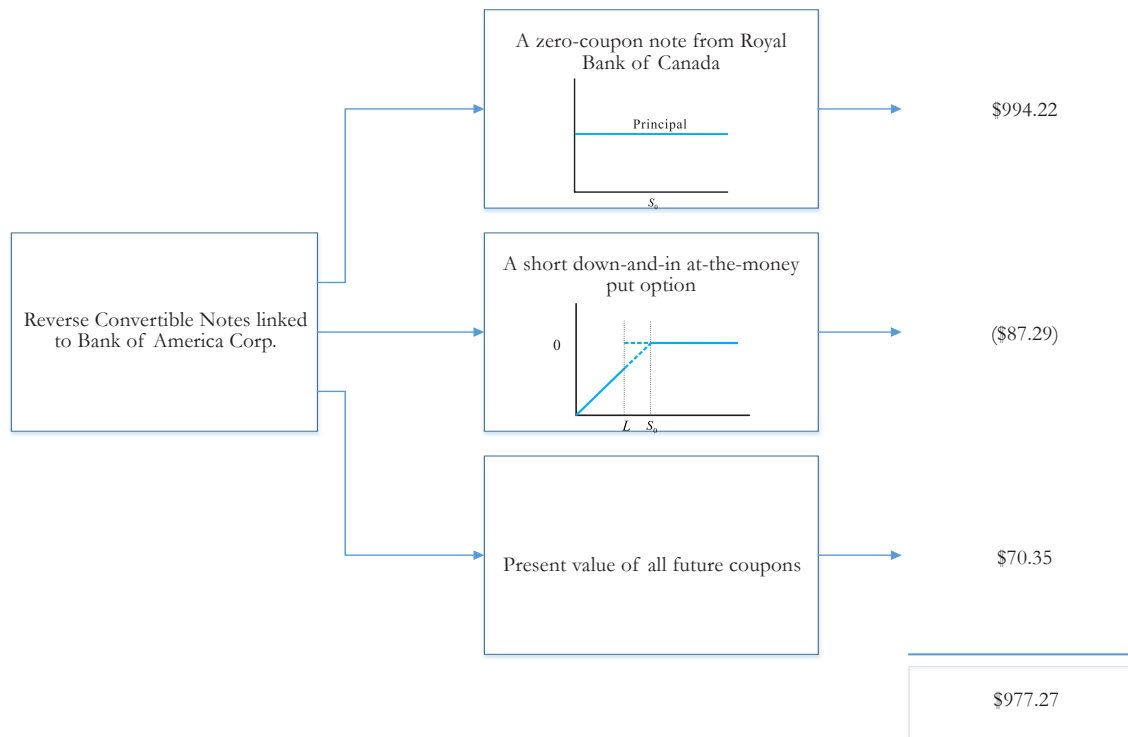 A zero-coupon note from Royal
Bank of Canada
Principal
S₀
$994.22
Reverse Convertible Notes linked
to Bank of America Corp.
A short down-and-in at-the-money
put option
0
L S₀
($87.29)
Present value of all future coupons
$70.35
$977.27